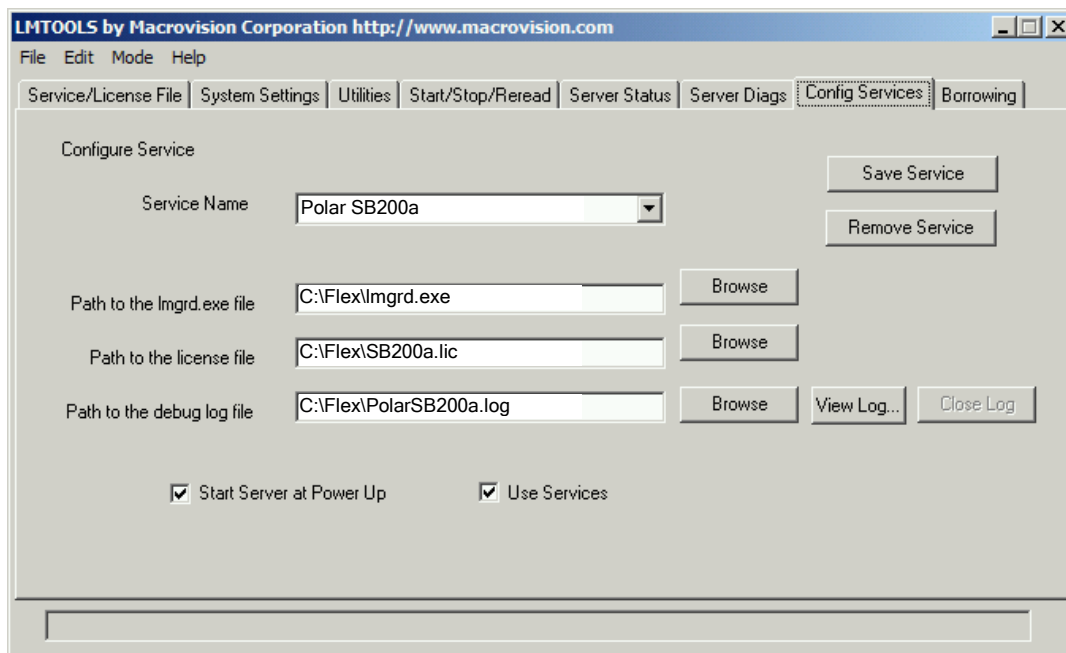 LMTOOLS by Macrovision Corporation http://www.macrovision.com
File Edit Mode Help
Service/License File System Settings Utilities Start/Stop/Reread Server Status Server Diags Config Services Borrowing
Configure Service
Save Service
Service Name Polar SB200a
Remove Service
Path to the lmgrd.exe file C:\Flex\lmgrd.exe Browse
Path to the license file C:\Flex\SB200a.lic Browse
Path to the debug log file C:\Flex\PolarSB200a.log Browse View Log... Close Log
Start Server at Power Up Use Services